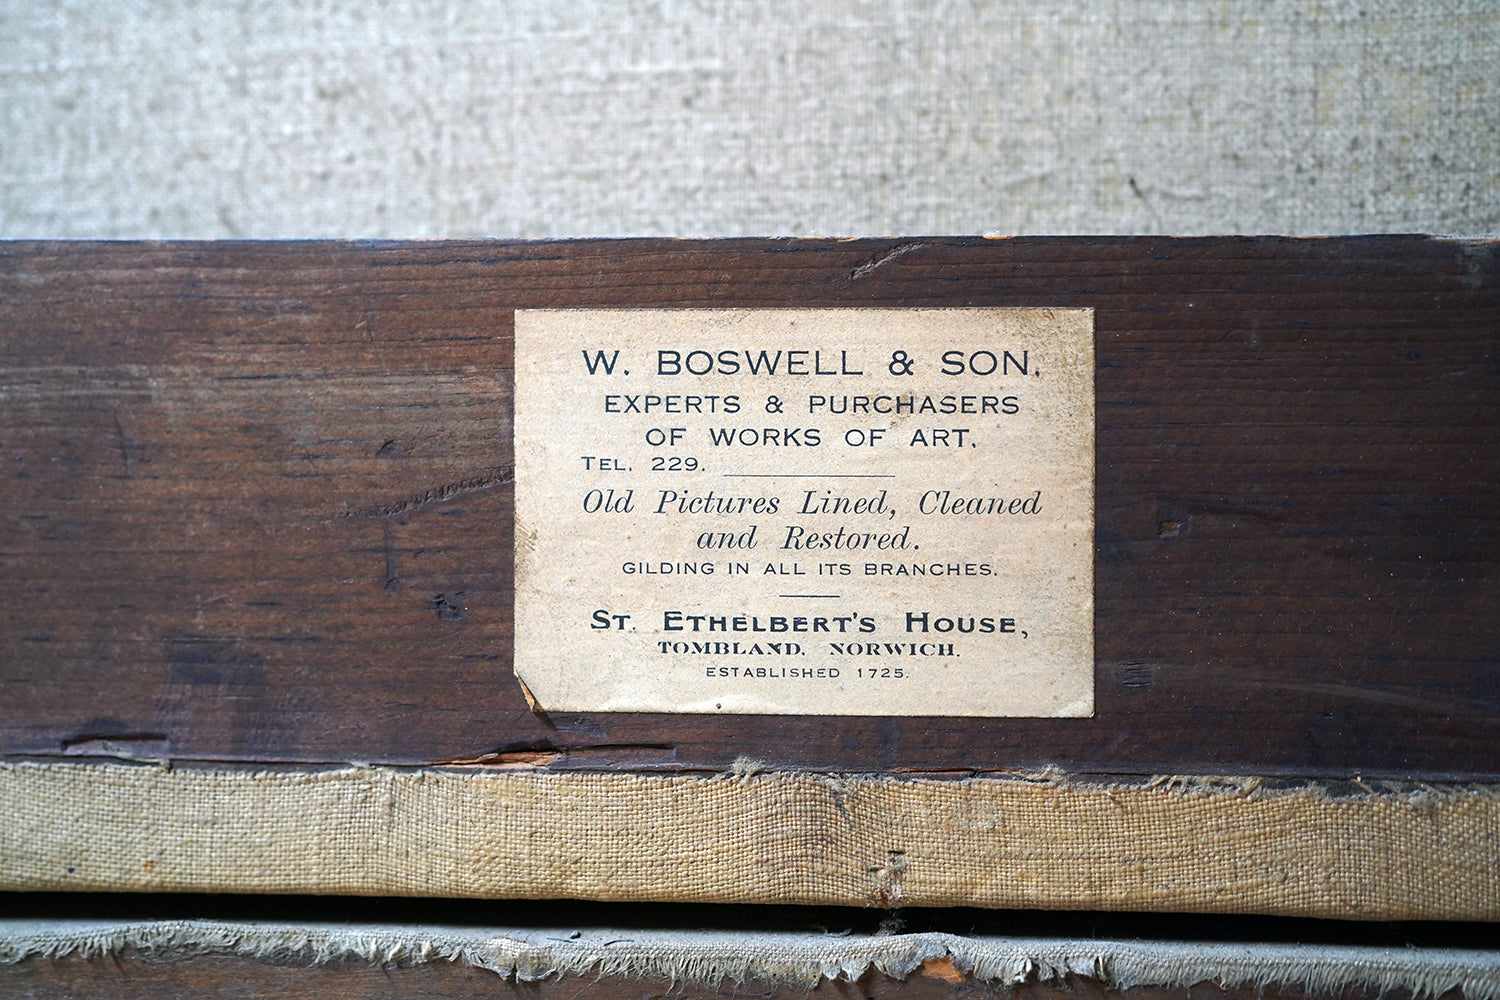 W. BOSWELL & SON.
EXPERTS & PURCHASERS
OF WORKS OF ART.
TEL. 229.
Old Pictures Lined, Cleaned
and Restored.
GILDING IN ALL ITS BRANCHES.
ST. ETHELBERT'S HOUSE,
TOMBLAND. NORWICH.
ESTABLISHED 1725.